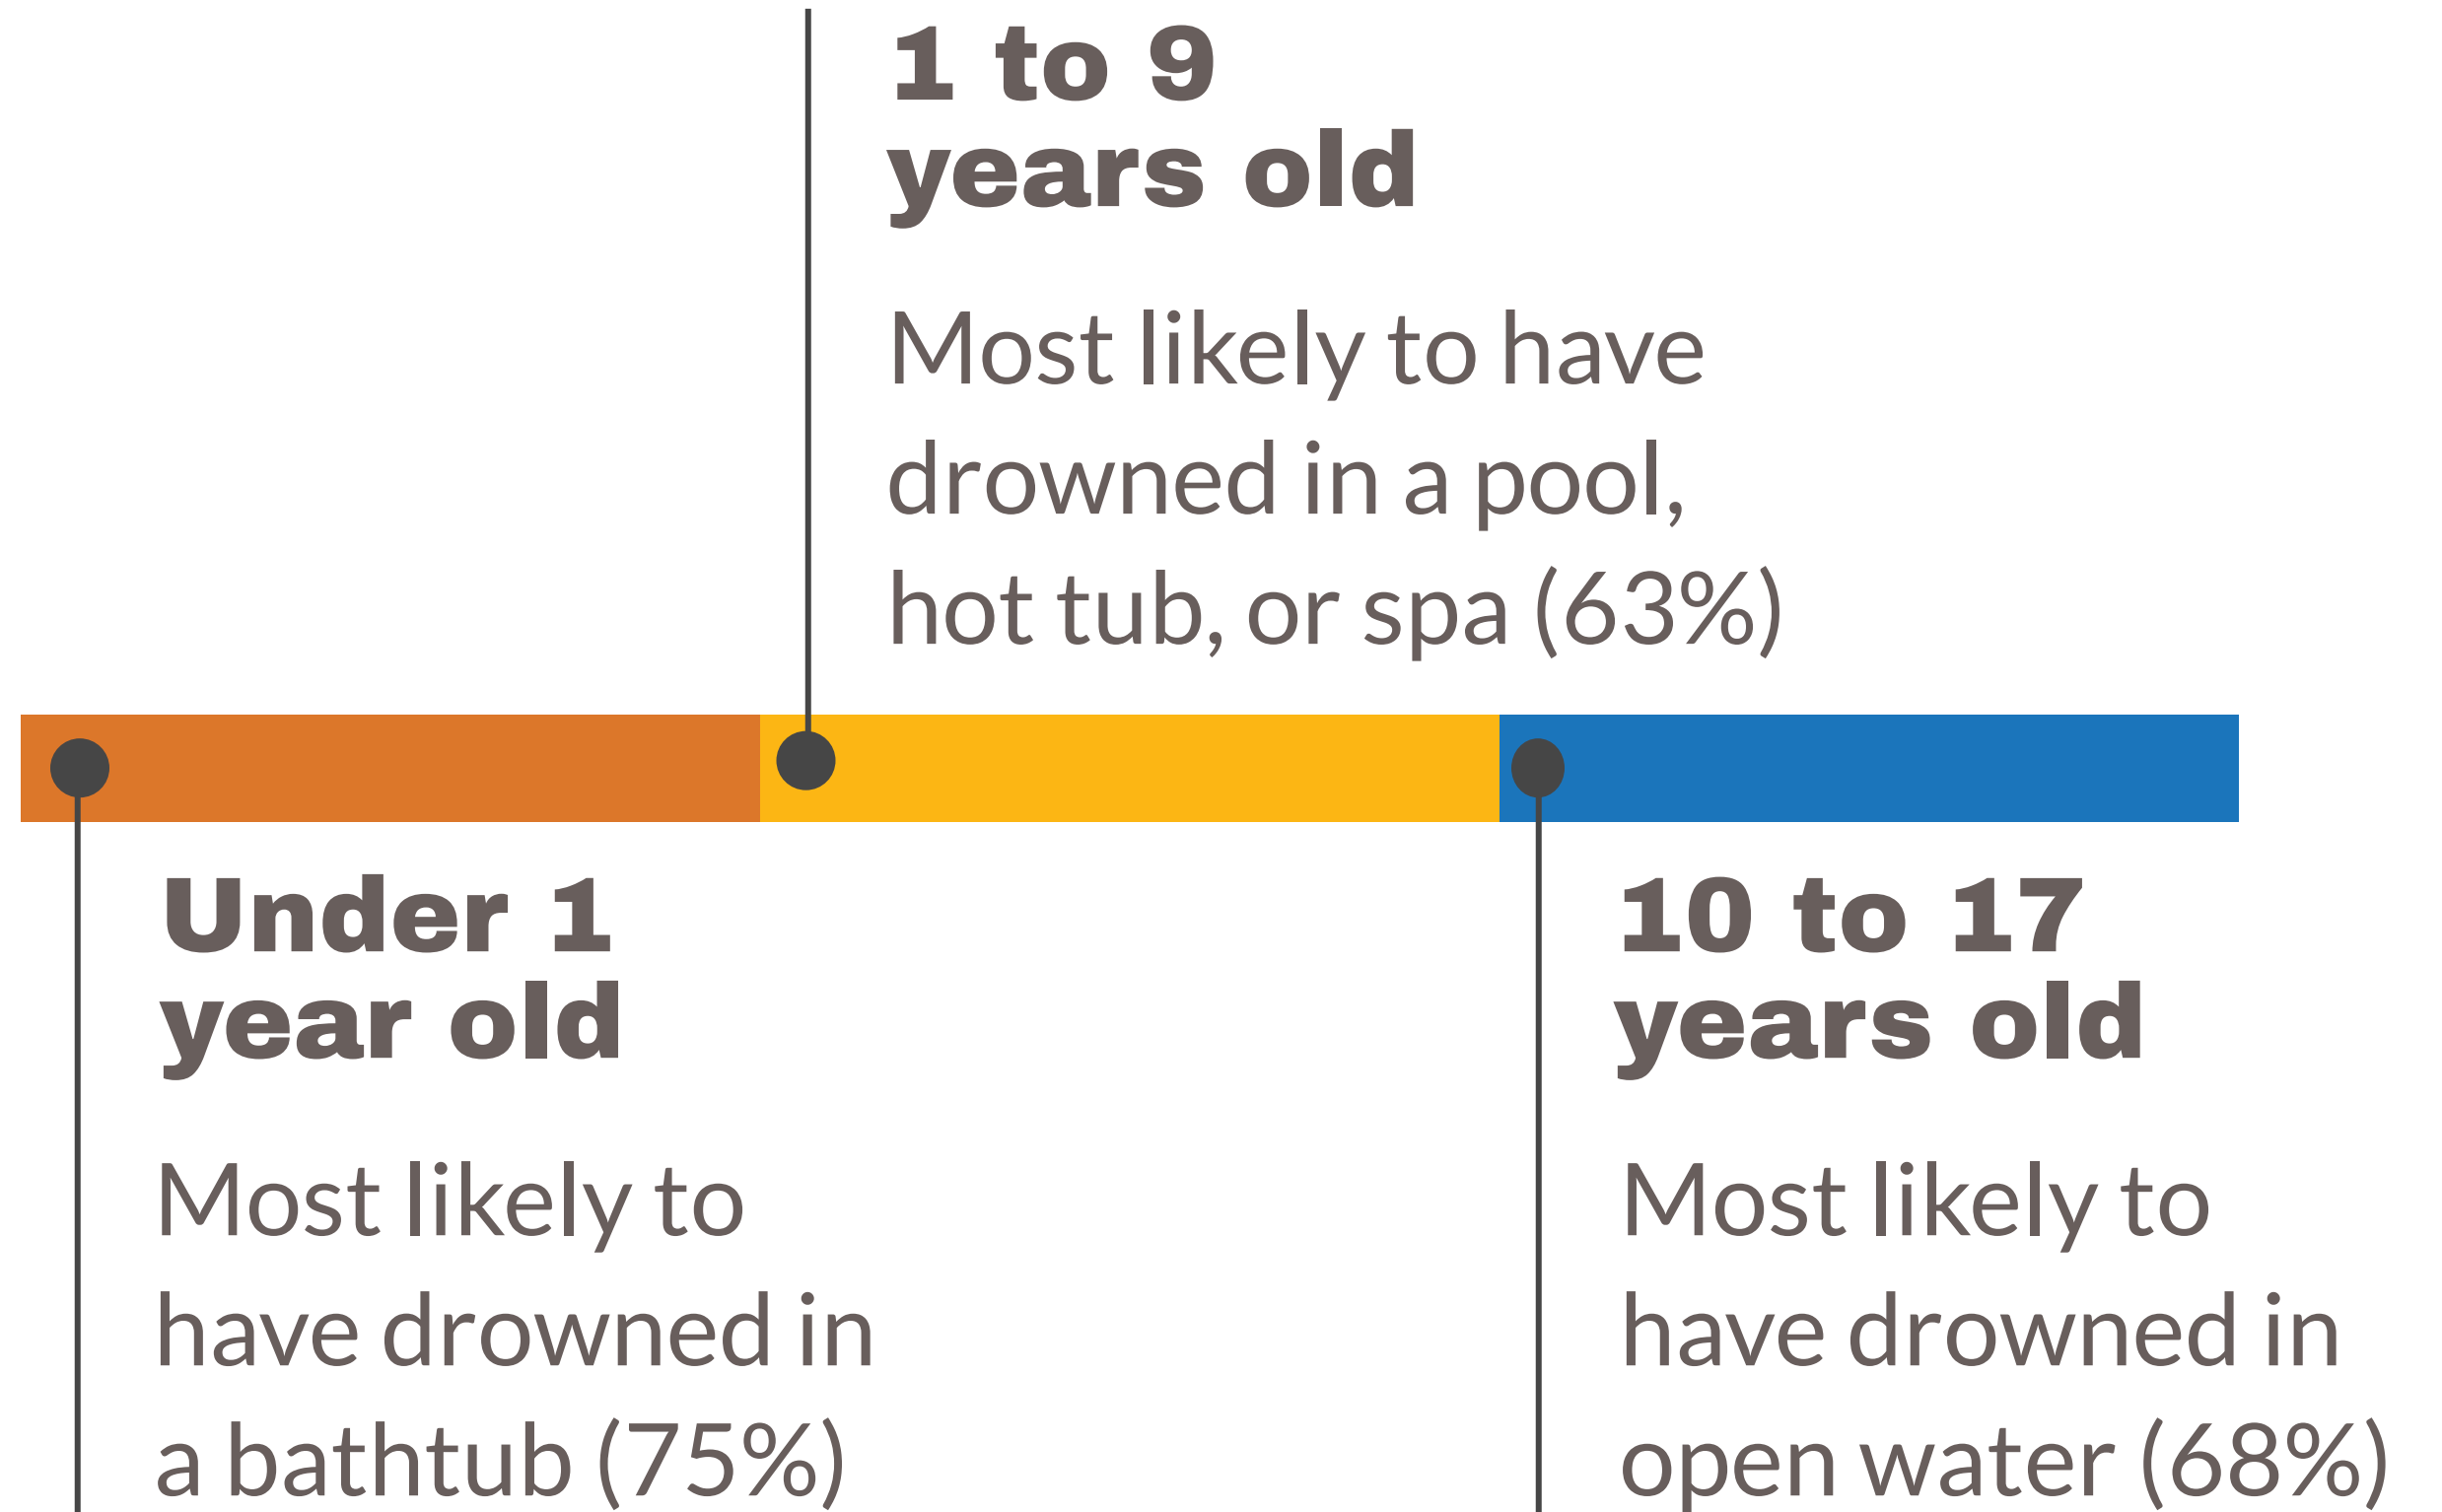 1 to 9
years old
Most likely to have
drowned in a pool,
hot tub, or spa (63%)
Under 1
year old
Most likely to
have drowned in
a bathtub (75%)
10 to 17
years old
Most likely to
have drowned in
open water (68%)